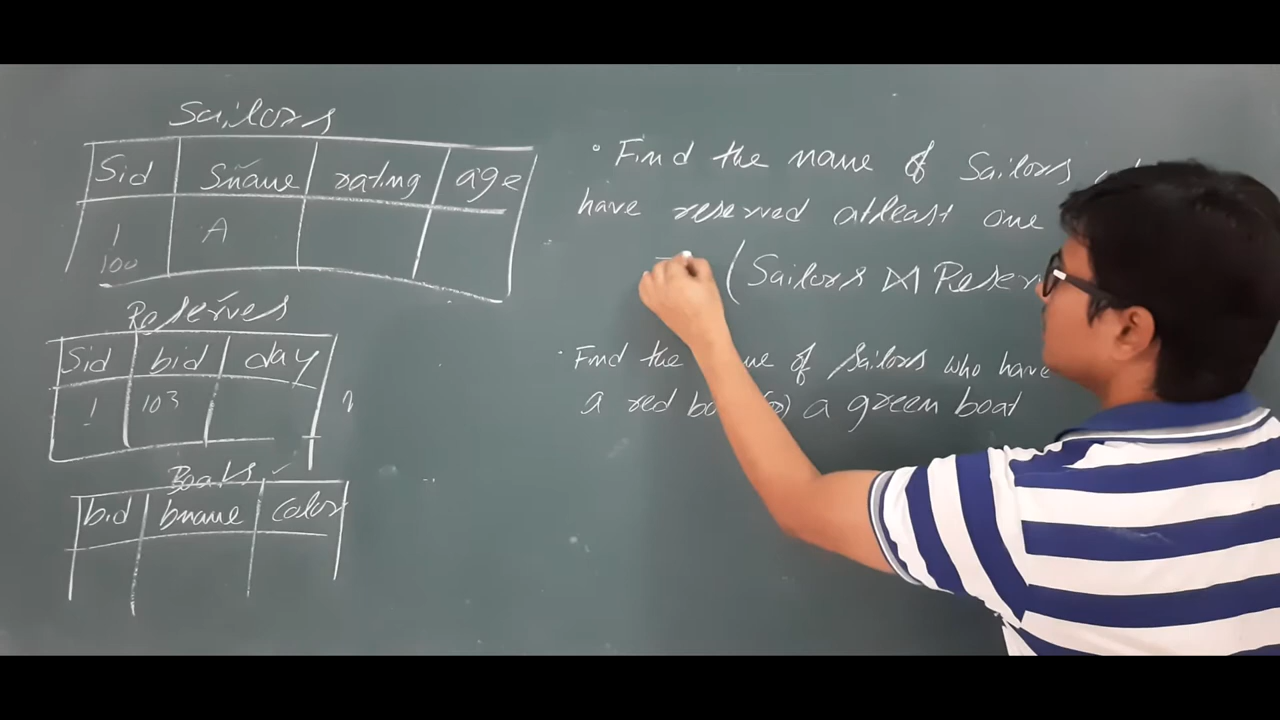 Sailors
Sid Sname rating age
1 A
100
Reserves
Sid bid day
1 103
Boats
bid bname color
• Find the name of Sailors
have reserved atleast one
(Sailors ⋈ Reser
• Find the of Sailors who have
a red (or) a green boat